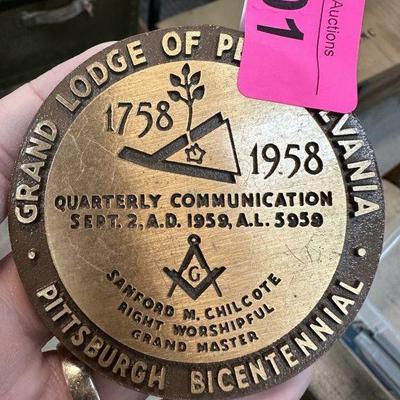 GRAND LODGE OF PE VANIA
1758
1958
QUARTERLY COMMUNICATION
SEPT. 2, A.D. 1959, A.L. 5959
G
SANFORD M. CHILCOTE
RIGHT WORSHIPFUL
GRAND MASTER
· PITTSBURGH BICENTENNIAL ·
Auctions
01